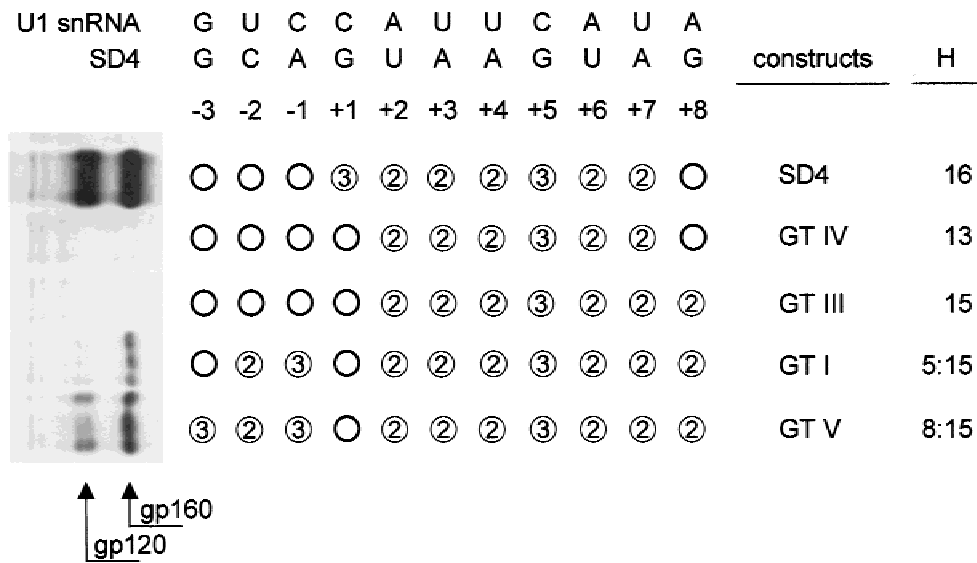 U1 snRNA G U C C A U U C A U A
SD4 G C A G U A A G U A G constructs H
-3 -2 -1 +1 +2 +3 +4 +5 +6 +7 +8
3 2 2 2 3 2 2 SD4 16
2 2 2 3 2 2 GT IV 13
2 2 2 3 2 2 2 GT III 15
2 3 2 2 2 3 2 2 2 GT I 5:15
3 2 3 2 2 2 3 2 2 2 GT V 8:15
gp160
gp120